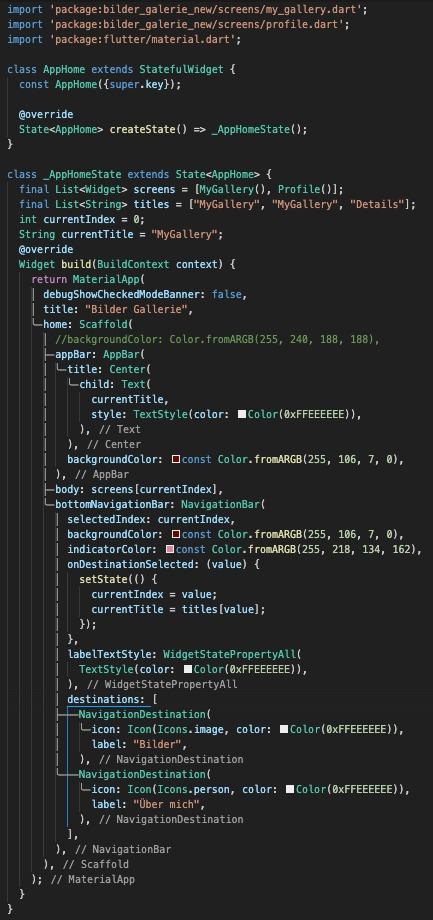 import 'package:bilder_galerie_new/screens/my_gallery.dart';
import 'package:bilder_galerie_new/screens/profile.dart';
import 'package:flutter/material.dart';

class AppHome extends StatefulWidget {
  const AppHome({super.key});

  @override
  State<AppHome> createState() => _AppHomeState();
}

class _AppHomeState extends State<AppHome> {
  final List<Widget> screens = [MyGallery(), Profile()];
  final List<String> titles = ["MyGallery", "MyGallery", "Details"];
  int currentIndex = 0;
  String currentTitle = "MyGallery";
  @override
  Widget build(BuildContext context) {
    return MaterialApp(
      debugShowCheckedModeBanner: false,
      title: "Bilder Gallerie",
      home: Scaffold(
        //backgroundColor: Color.fromARGB(255, 240, 188, 188),
        appBar: AppBar(
          title: Center(
            child: Text(
              currentTitle,
              style: TextStyle(color: Color(0xFFEEEEEE)),
            ), // Text
          ), // Center
          backgroundColor: const Color.fromARGB(255, 106, 7, 0),
        ), // AppBar
        body: screens[currentIndex],
        bottomNavigationBar: NavigationBar(
          selectedIndex: currentIndex,
          backgroundColor: const Color.fromARGB(255, 106, 7, 0),
          indicatorColor: const Color.fromARGB(255, 218, 134, 162),
          onDestinationSelected: (value) {
            setState(() {
              currentIndex = value;
              currentTitle = titles[value];
            });
          },
          labelTextStyle: WidgetStatePropertyAll(
            TextStyle(color: Color(0xFFEEEEEE)),
          ), // WidgetStatePropertyAll
          destinations: [
            NavigationDestination(
              icon: Icon(Icons.image, color: Color(0xFFEEEEEE)),
              label: "Bilder",
            ), // NavigationDestination
            NavigationDestination(
              icon: Icon(Icons.person, color: Color(0xFFEEEEEE)),
              label: "Über mich",
            ), // NavigationDestination
          ],
        ), // NavigationBar
      ), // Scaffold
    ); // MaterialApp
  }
}